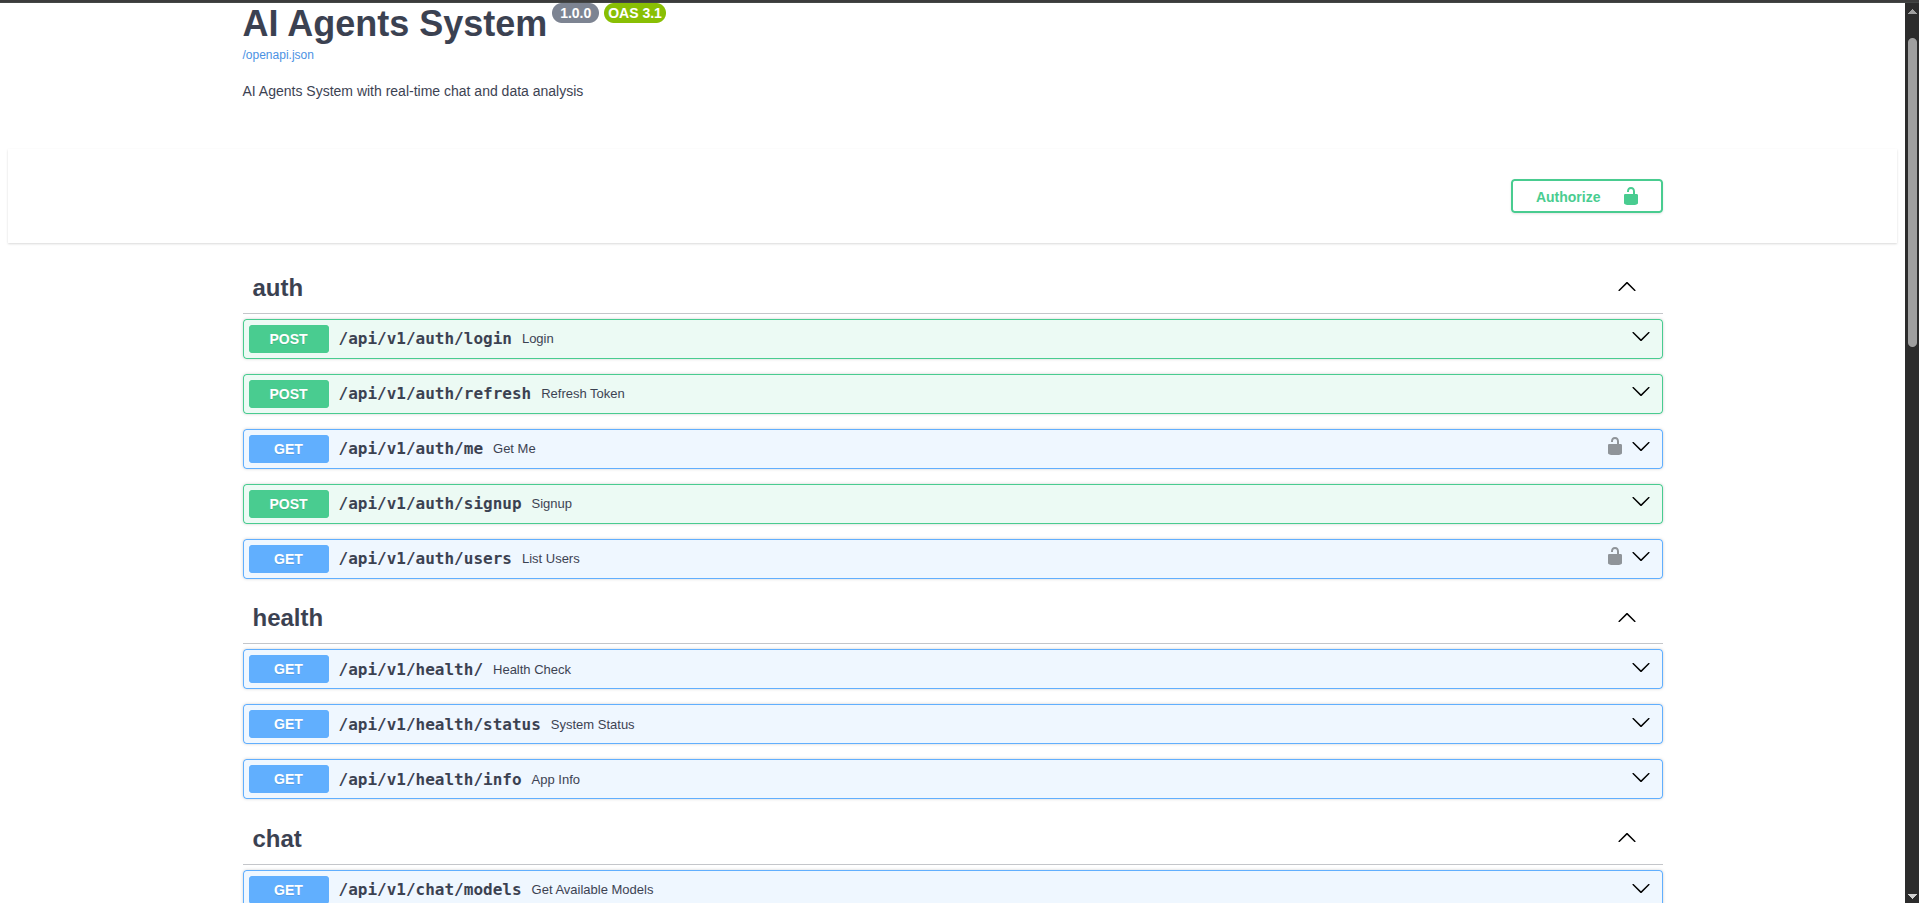 AI Agents System 1.0.0 OAS 3.1
/openapi.json
AI Agents System with real-time chat and data analysis
Authorize
auth
POST /api/v1/auth/login Login
POST /api/v1/auth/refresh Refresh Token
GET /api/v1/auth/me Get Me
POST /api/v1/auth/signup Signup
GET /api/v1/auth/users List Users
health
GET /api/v1/health/ Health Check
GET /api/v1/health/status System Status
GET /api/v1/health/info App Info
chat
GET /api/v1/chat/models Get Available Models